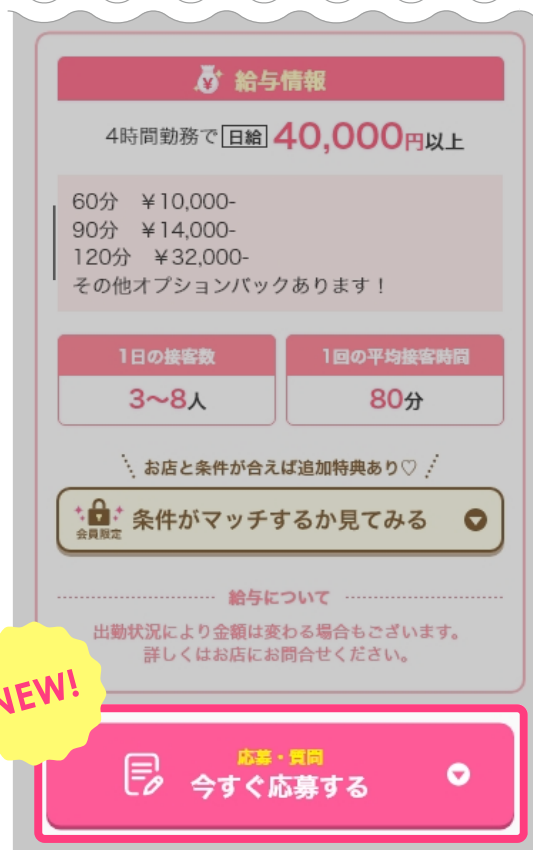 給与情報
4時間勤務で 日給 40,000円以上
60分 ￥10,000-
90分 ￥14,000-
120分 ￥32,000-
その他オプションバックあります！
1日の接客数
1回の平均接客時間
3〜8人
80分
お店と条件が合えば追加特典あり♡
会員限定
条件がマッチするか見てみる
給与について
出勤状況により金額は変わる場合もございます。
詳しくはお店にお問合せください。
NEW!
応募・質問
今すぐ応募する